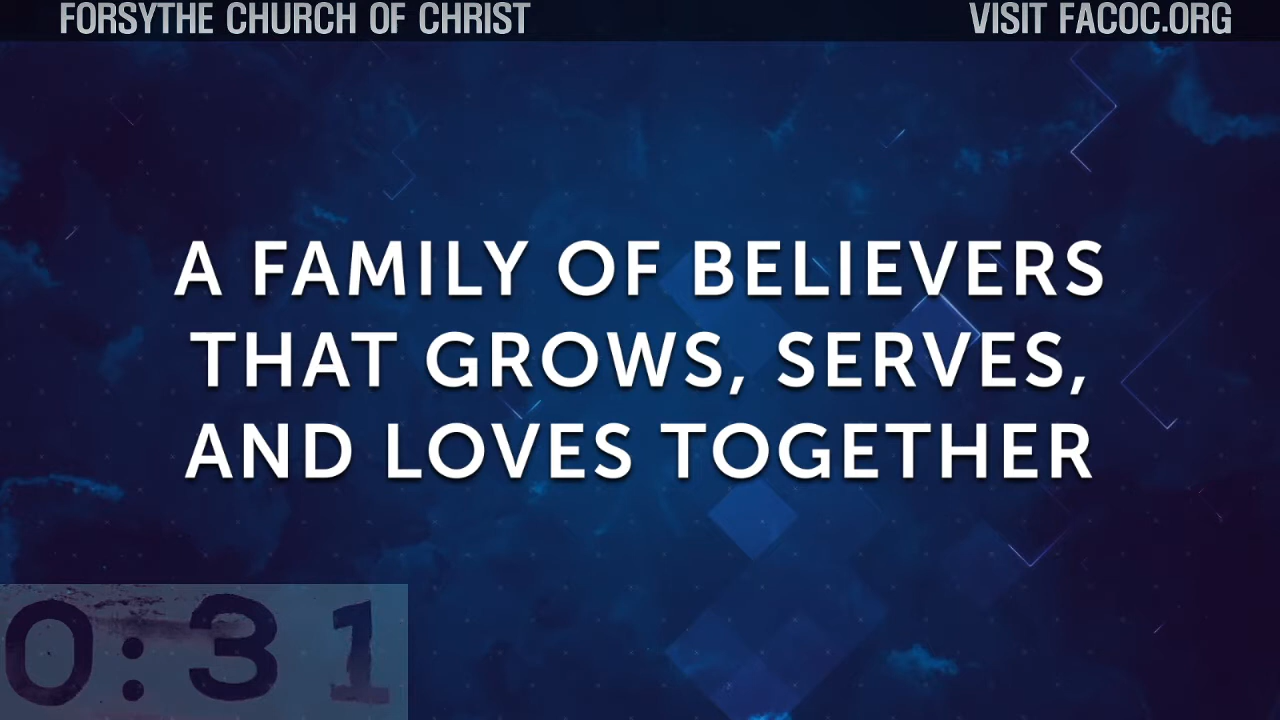 FORSYTHE CHURCH OF CHRIST
VISIT FACOC.ORG
A FAMILY OF BELIEVERS
THAT GROWS, SERVES,
AND LOVES TOGETHER
0:31